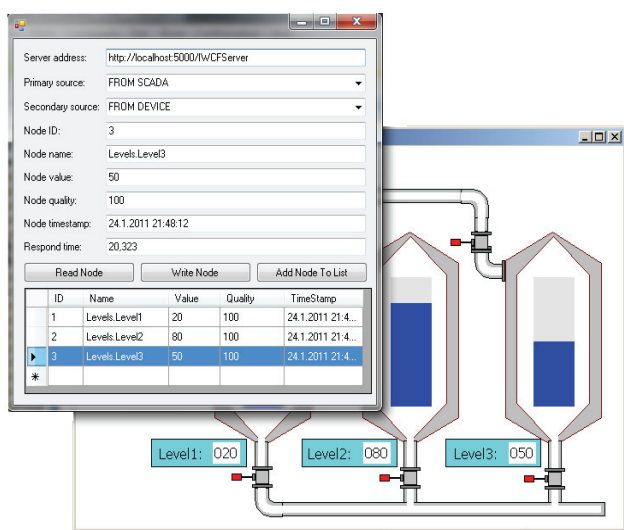 Server address: http://localhost:5000/IWCFServer
Primary source: FROM SCADA
Secondary source: FROM DEVICE
Node ID: 3
Node name: Levels.Level3
Node value: 50
Node quality: 100
Node timestamp: 24.1.2011 21:48:12
Respond time: 20,323
Read Node Write Node Add Node To List
ID Name Value Quality TimeStamp
1 Levels.Level1 20 100 24.1.2011 21:4...
2 Levels.Level2 80 100 24.1.2011 21:4...
3 Levels.Level3 50 100 24.1.2011 21:4...
Level1: 020 Level2: 080 Level3: 050